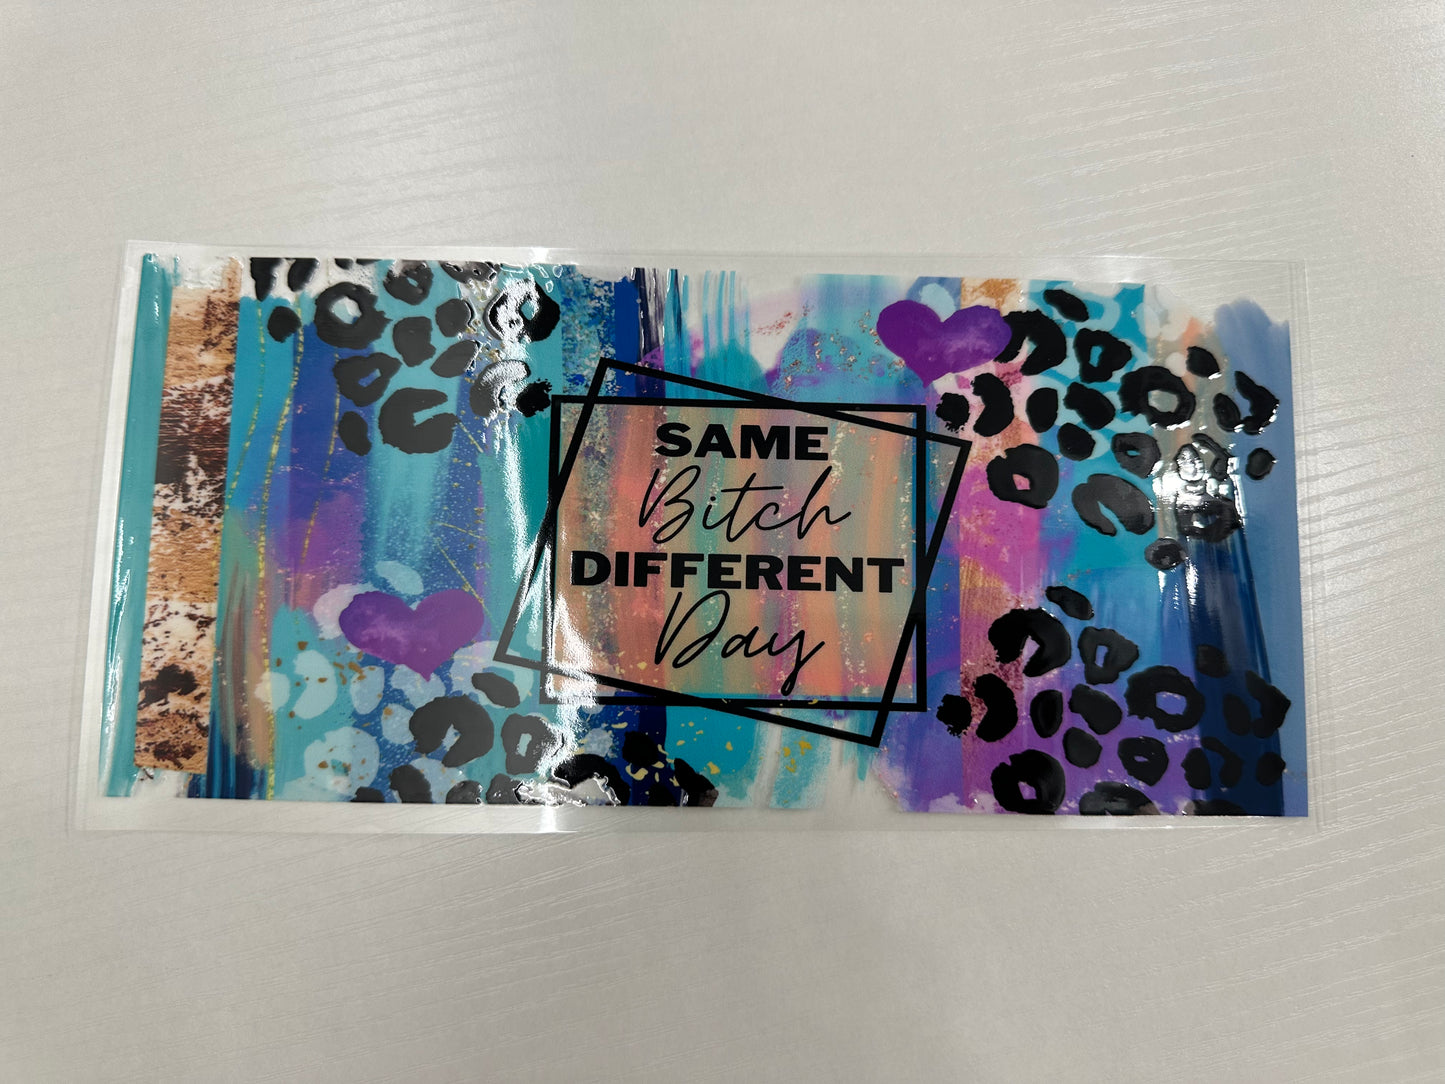 SAME
Bitch
DIFFERENT
Day